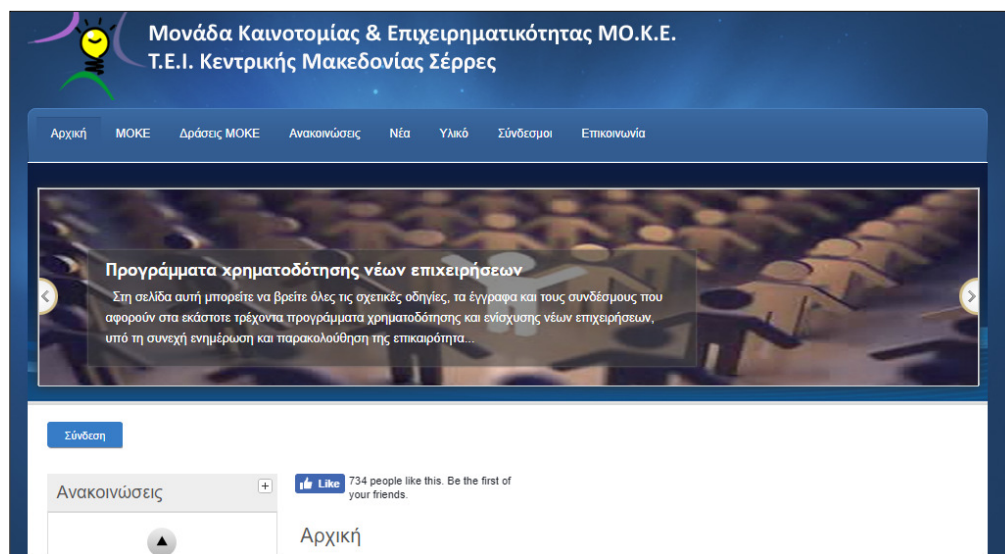 Μονάδα Καινοτομίας & Επιχειρηματικότητας ΜΟ.Κ.Ε.
Τ.Ε.Ι. Κεντρικής Μακεδονίας Σέρρες
Αρχική ΜΟΚΕ Δράσεις ΜΟΚΕ Ανακοινώσεις Νέα Υλικό Σύνδεσμοι Επικοινωνία
Προγράμματα χρηματοδότησης νέων επιχειρήσεων
Στη σελίδα αυτή μπορείτε να βρείτε όλες τις σχετικές οδηγίες, τα έγγραφα και τους συνδέσμους που
αφορούν στα εκάστοτε τρέχοντα προγράμματα χρηματοδότησης και ενίσχυσης νέων επιχειρήσεων,
υπό τη συνεχή ενημέρωση και παρακολούθηση της επικαιρότητα...
Σύνδεση
Ανακοινώσεις
Like 734 people like this. Be the first of
your friends.
Αρχική